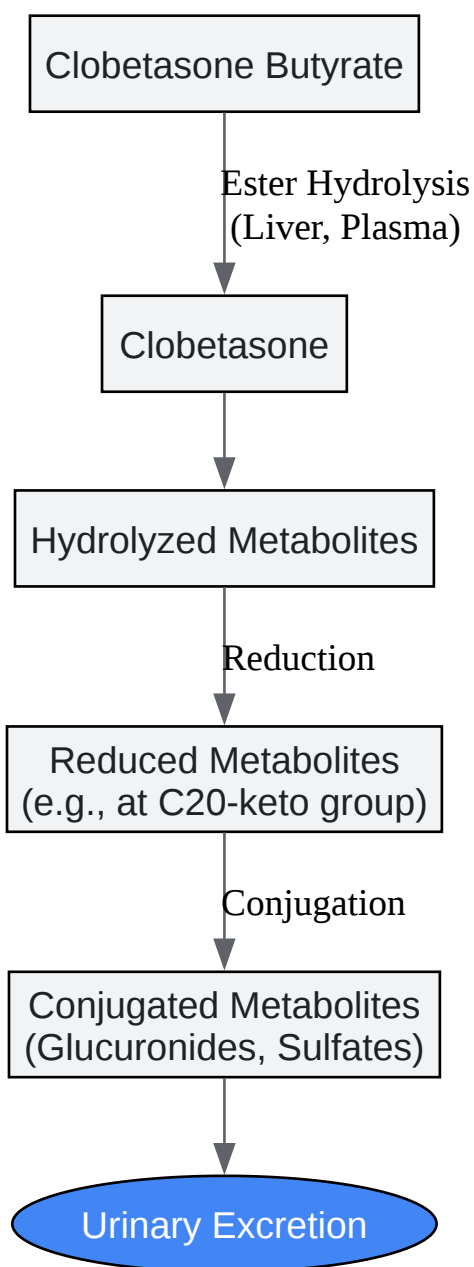 Clobetasone Butyrate
Ester Hydrolysis
(Liver, Plasma)
Clobetasone
Hydrolyzed Metabolites
Reduction
Reduced Metabolites
(e.g., at C20-keto group)
Conjugation
Conjugated Metabolites
(Glucuronides, Sulfates)
Urinary Excretion